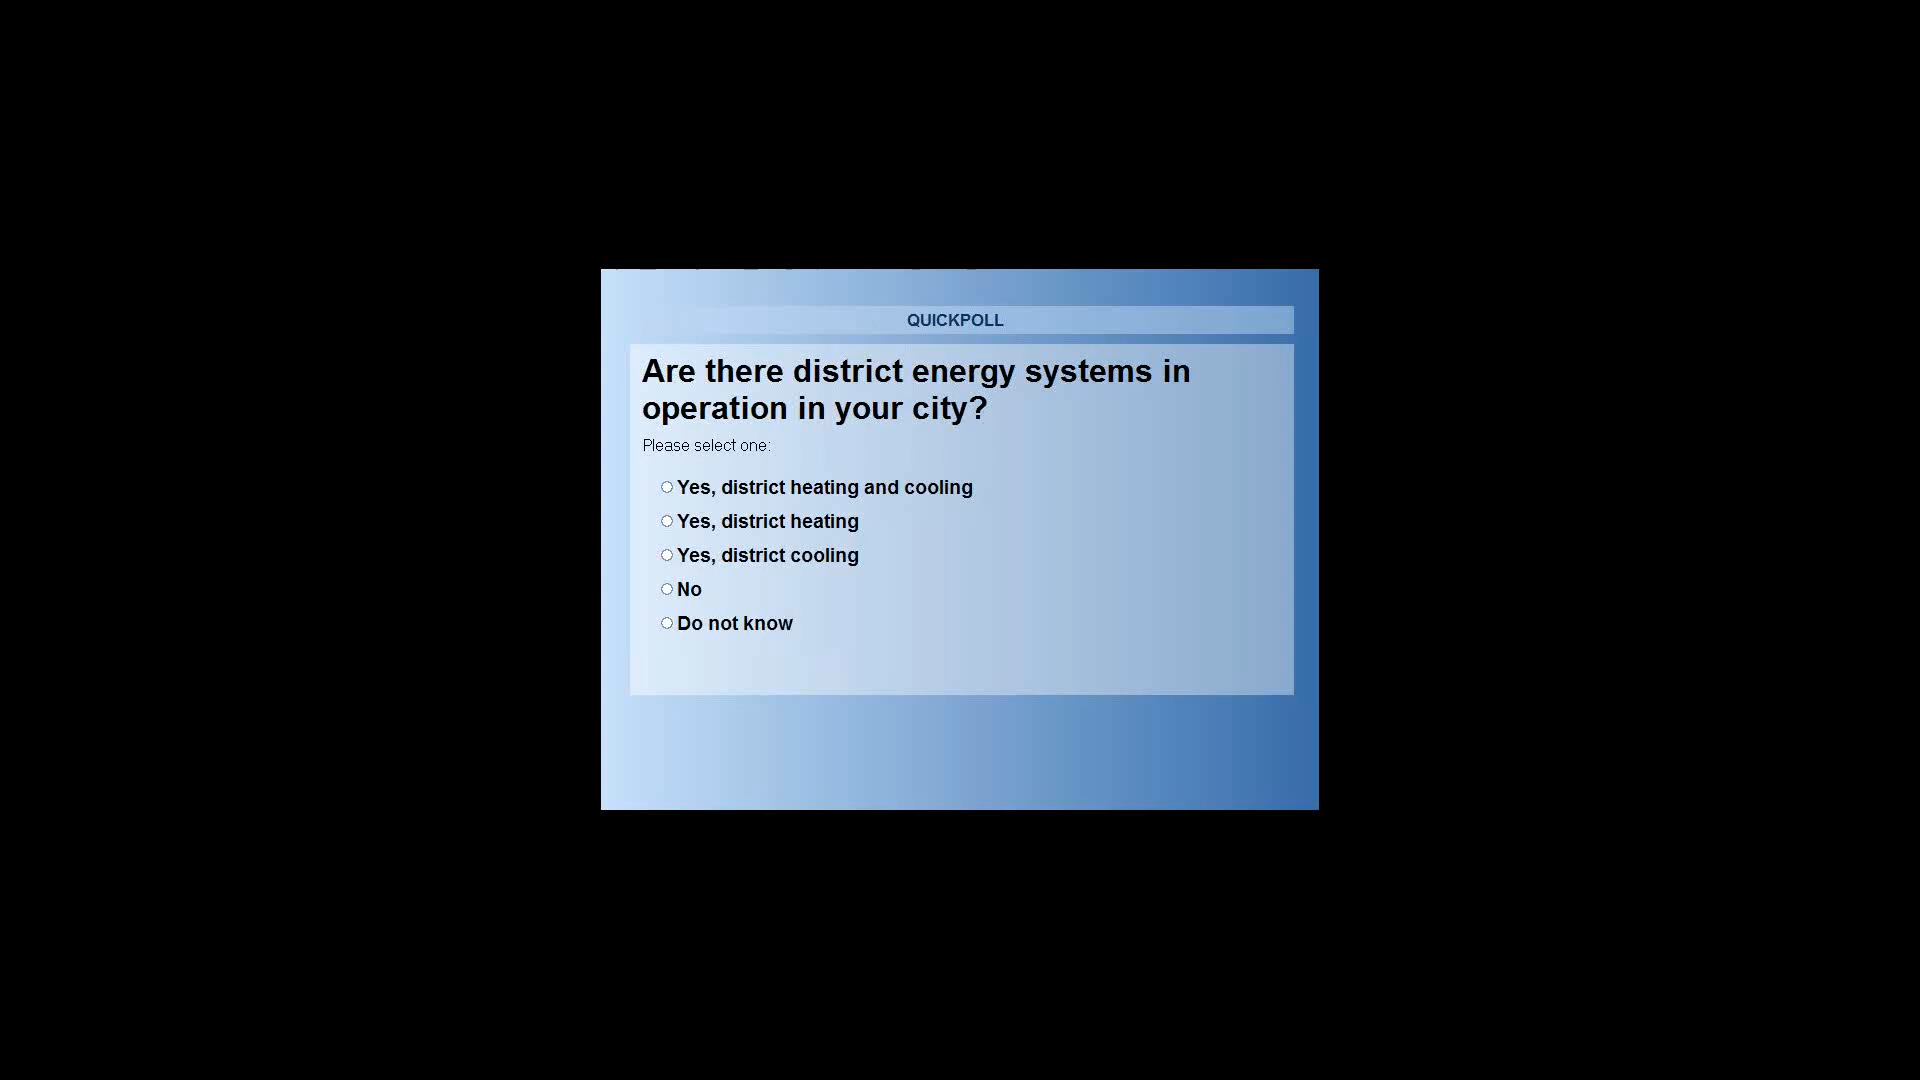 QUICKPOLL
Are there district energy systems in
operation in your city?
Please select one:
Yes, district heating and cooling
Yes, district heating
Yes, district cooling
No
Do not know